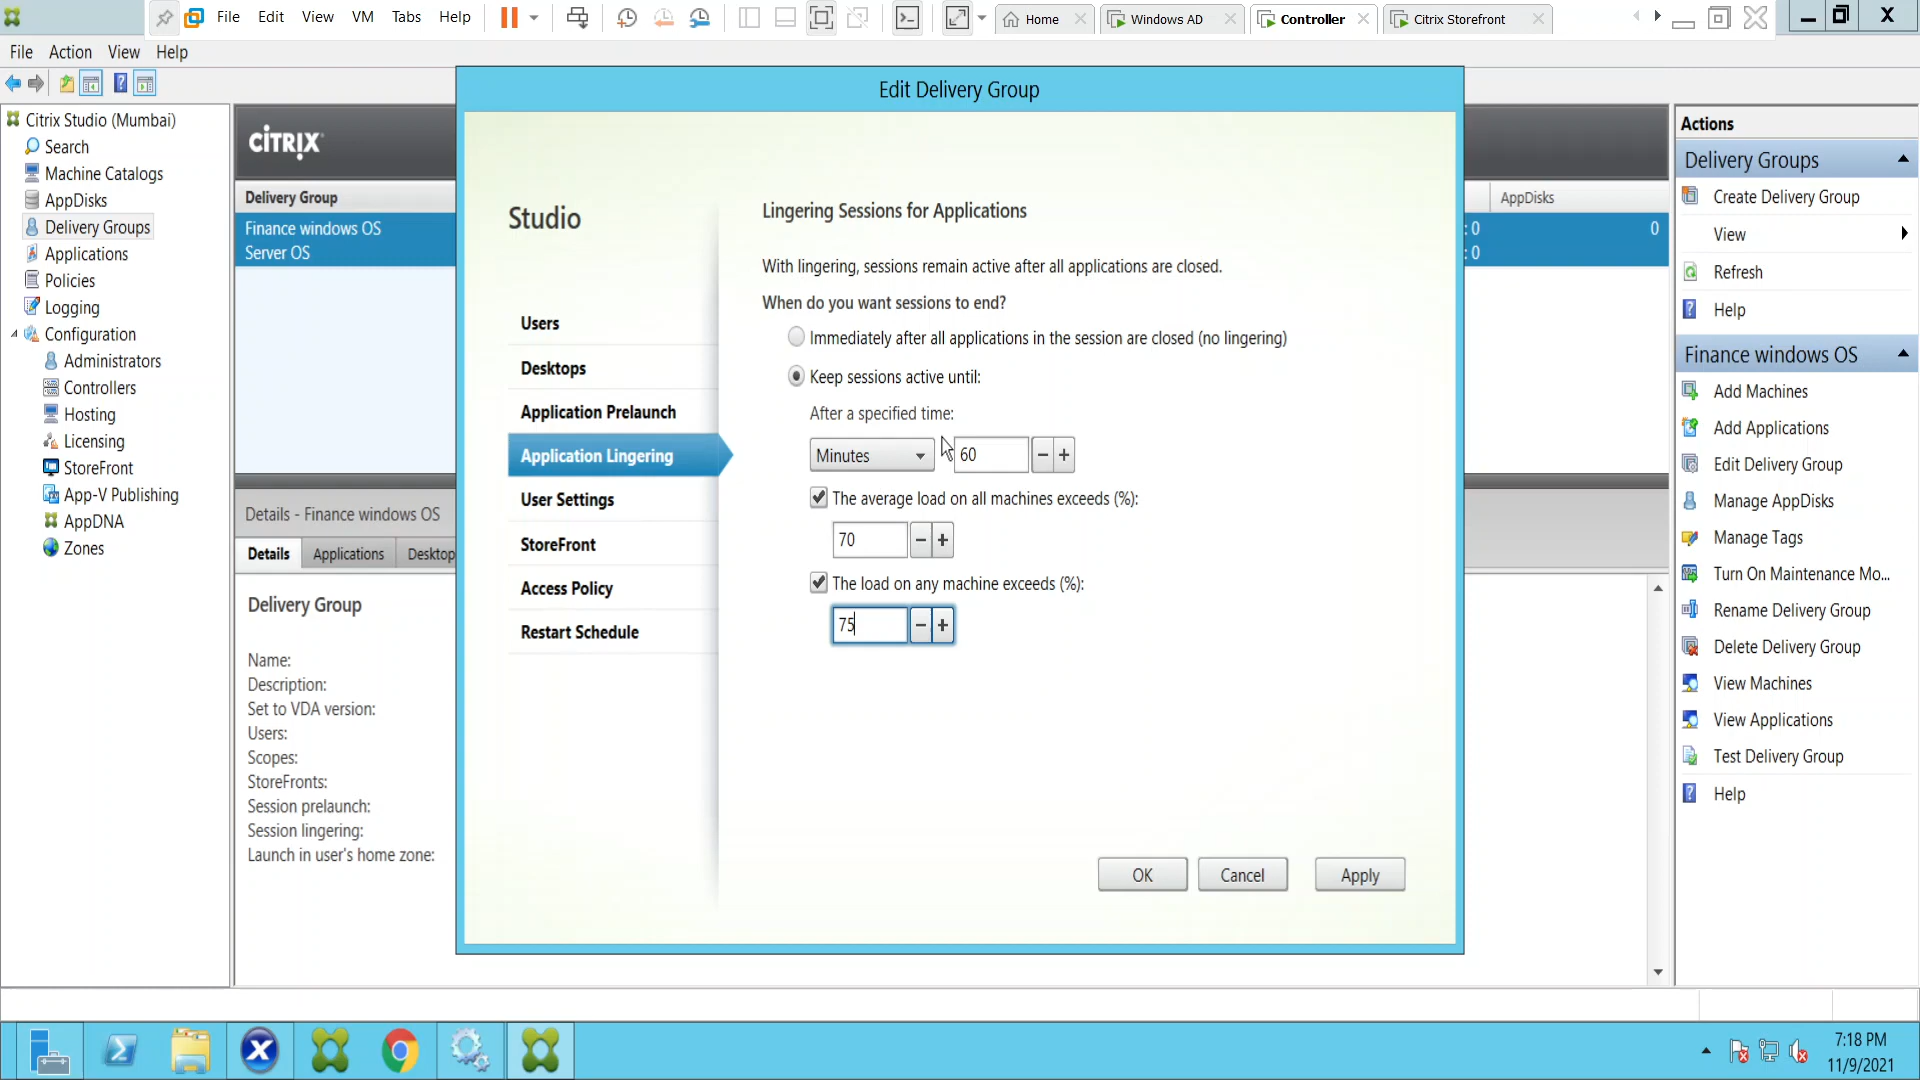 File Edit View VM Tabs Help
Home
Windows AD
Controller
Citrix Storefront
File Action View Help
Citrix Studio (Mumbai)
Search
Machine Catalogs
AppDisks
Delivery Groups
Applications
Policies
Logging
Configuration
Administrators
Controllers
Hosting
Licensing
StoreFront
App-V Publishing
AppDNA
Zones
CITRIX
Delivery Group
Finance windows OS
Server OS
AppDisks
: 0
0
: 0
Details - Finance windows OS
Details Applications Desktop
Delivery Group
Name:
Description:
Set to VDA version:
Users:
Scopes:
StoreFronts:
Session prelaunch:
Session lingering:
Launch in user's home zone:
Edit Delivery Group
Studio
Users
Desktops
Application Prelaunch
Application Lingering
User Settings
StoreFront
Access Policy
Restart Schedule
Lingering Sessions for Applications
With lingering, sessions remain active after all applications are closed.
When do you want sessions to end?
Immediately after all applications in the session are closed (no lingering)
Keep sessions active until:
After a specified time:
Minutes 60
The average load on all machines exceeds (%):
70
The load on any machine exceeds (%):
75
OK Cancel Apply
Actions
Delivery Groups
Create Delivery Group
View
Refresh
Help
Finance windows OS
Add Machines
Add Applications
Edit Delivery Group
Manage AppDisks
Manage Tags
Turn On Maintenance Mo...
Rename Delivery Group
Delete Delivery Group
View Machines
View Applications
Test Delivery Group
Help
7:18 PM
11/9/2021